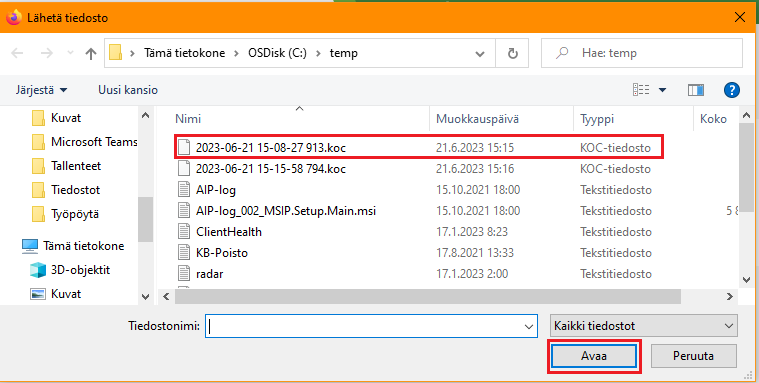 Lähetä tiedosto
Tämä tietokone > OSDisk (C:) > temp
Hae: temp
Järjestä
Uusi kansio
Kuvat
Microsoft Teams
Tallenteet
Tiedostot
Työpöytä
Tämä tietokone
3D-objektit
Kuvat
Nimi Muokkauspäivä Tyyppi Koko
2023-06-21 15-08-27 913.koc 21.6.2023 15:15 KOC-tiedosto
2023-06-21 15-15-58 794.koc 21.6.2023 15:16 KOC-tiedosto
AIP-log 15.10.2021 18:00 Tekstitiedosto
AIP-log_002_MSIP.Setup.Main.msi 15.10.2021 18:00 Tekstitiedosto 5 8
ClientHealth 17.1.2023 8:23 Tekstitiedosto
KB-Poisto 17.8.2021 13:33 Tekstitiedosto
radar 17.1.2023 2:00 Tekstitiedosto
Tiedostonimi:
Kaikki tiedostot
Avaa
Peruuta